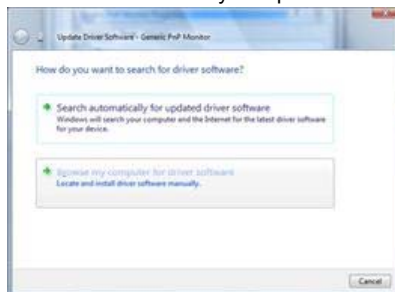 Update Driver Software - Generic PnP Monitor
How do you want to search for driver software?
Search automatically for updated driver software
Windows will search your computer and the Internet for the latest driver software
for your device.
Browse my computer for driver software
Locate and install driver software manually.
Cancel